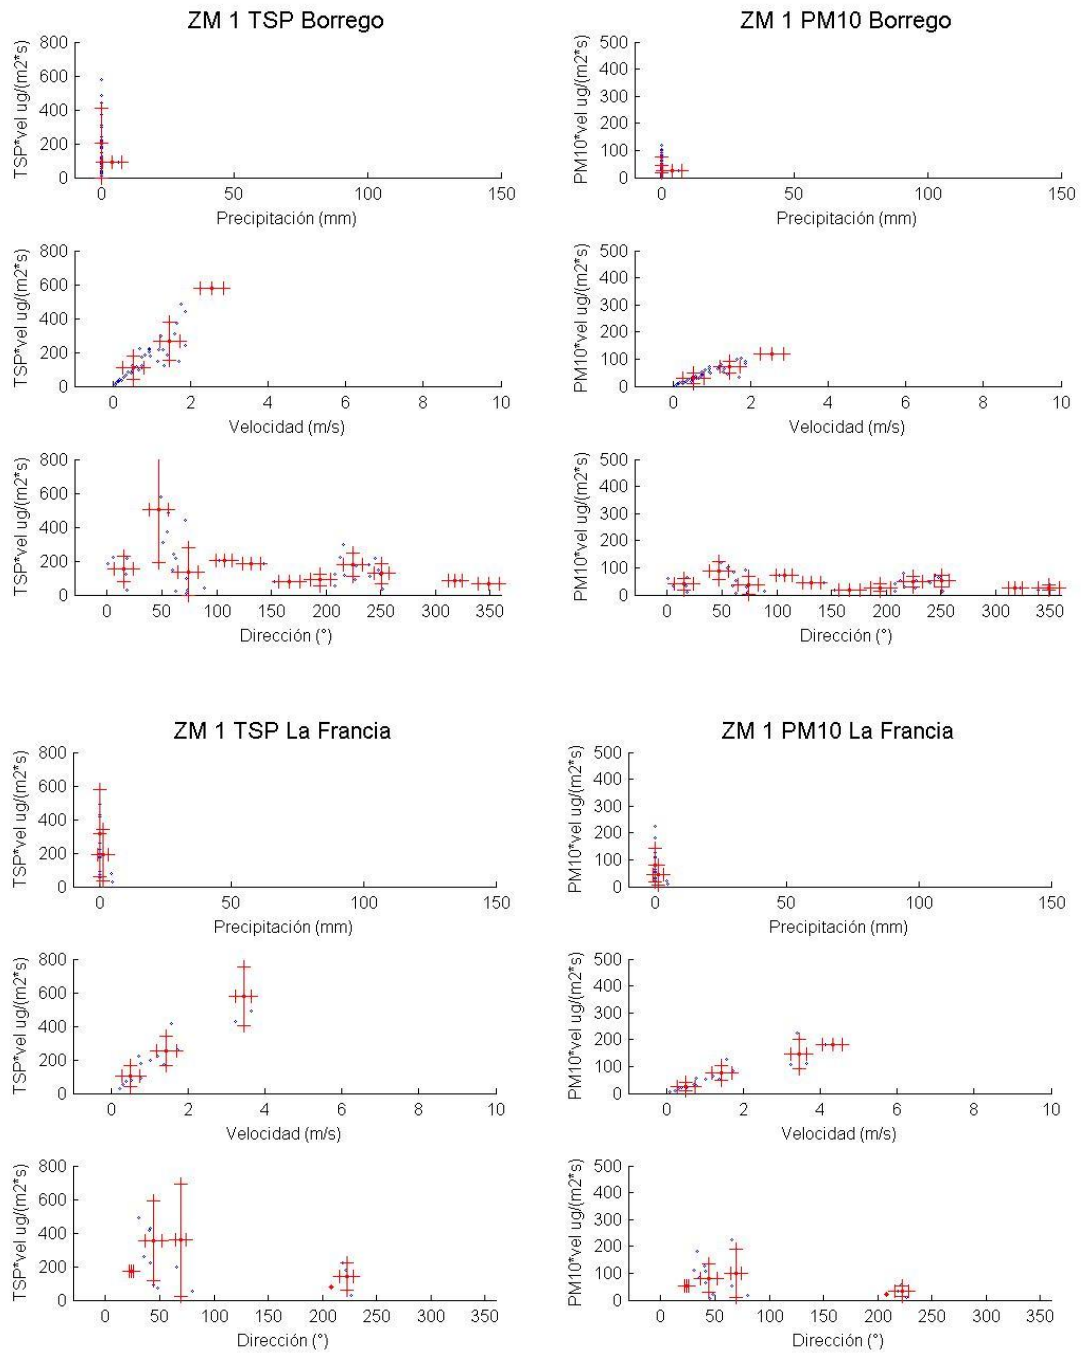 ZM 1 TSP Borrego
800
600
400
200
0
TSP*vel ug/(m2*s)
0 50 100 150
Precipitación (mm)
800
600
400
200
0
TSP*vel ug/(m2*s)
0 2 4 6 8 10
Velocidad (m/s)
800
600
400
200
0
TSP*vel ug/(m2*s)
0 50 100 150 200 250 300 350
Dirección (°)
ZM 1 PM10 Borrego
500
400
300
200
100
0
PM10*vel ug/(m2*s)
0 50 100 150
Precipitación (mm)
500
400
300
200
100
0
PM10*vel ug/(m2*s)
0 2 4 6 8 10
Velocidad (m/s)
500
400
300
200
100
0
PM10*vel ug/(m2*s)
0 50 100 150 200 250 300 350
Dirección (°)
ZM 1 TSP La Francia
800
600
400
200
0
TSP*vel ug/(m2*s)
0 50 100 150
Precipitación (mm)
800
600
400
200
0
TSP*vel ug/(m2*s)
0 2 4 6 8 10
Velocidad (m/s)
800
600
400
200
0
TSP*vel ug/(m2*s)
0 50 100 150 200 250 300 350
Dirección (°)
ZM 1 PM10 La Francia
500
400
300
200
100
0
PM10*vel ug/(m2*s)
0 50 100 150
Precipitación (mm)
500
400
300
200
100
0
PM10*vel ug/(m2*s)
0 2 4 6 8 10
Velocidad (m/s)
500
400
300
200
100
0
PM10*vel ug/(m2*s)
0 50 100 150 200 250 300 350
Dirección (°)